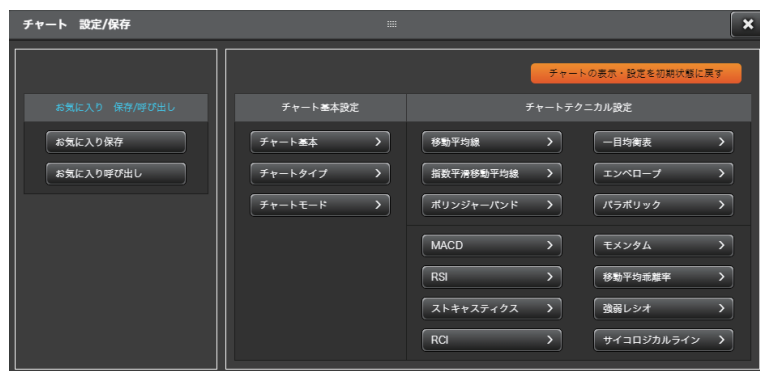 チャート 設定/保存
チャートの表示・設定を初期状態に戻す
お気に入り 保存/呼び出し
お気に入り保存
お気に入り呼び出し
チャート基本設定
チャート基本
チャートタイプ
チャートモード
チャートテクニカル設定
移動平均線
一目均衡表
指数平滑移動平均線
エンベロープ
ボリンジャーバンド
パラボリック
MACD
モメンタム
RSI
移動平均乖離率
ストキャスティクス
強弱レシオ
RCI
サイコロジカルライン